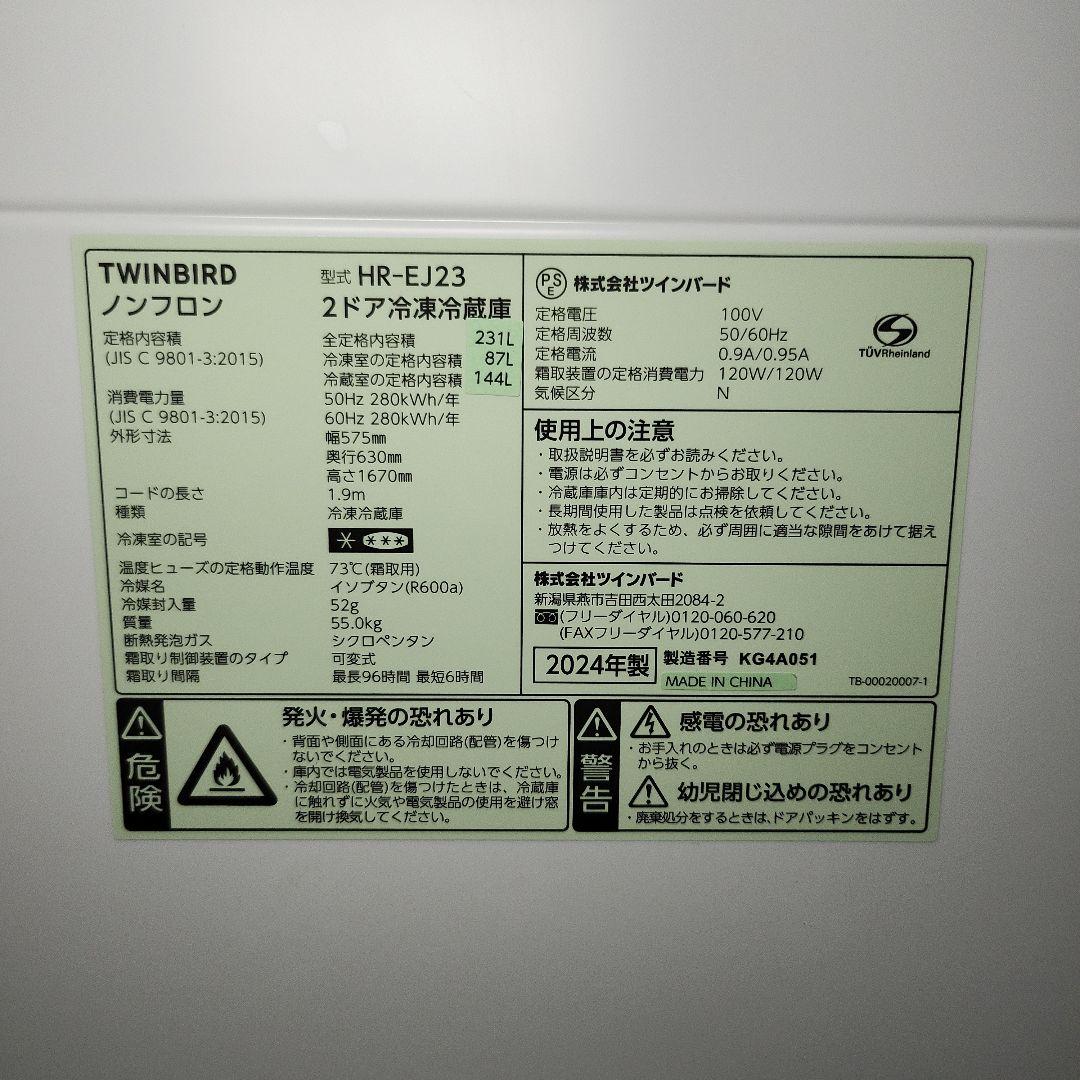 TWINBIRD 型式 HR-EJ23
ノンフロン 2ドア冷凍冷蔵庫
定格内容積 全定格内容積 231L
(JIS C 9801-3:2015) 冷凍室の定格内容積 87L
冷蔵室の定格内容積 144L
消費電力量 50Hz 280kWh/年
(JIS C 9801-3:2015) 60Hz 280kWh/年
外形寸法 幅575mm
奥行630mm
高さ1670mm
コードの長さ 1.9m
種類 冷凍冷蔵庫
冷凍室の記号
温度ヒューズの定格動作温度 73℃(霜取用)
冷媒名 イソブタン(R600a)
冷媒封入量 52g
質量 55.0kg
断熱発泡ガス シクロペンタン
霜取り制御装置のタイプ 可変式
霜取り間隔 最長96時間 最短6時間
PSE 株式会社ツインバード
定格電圧 100V
定格周波数 50/60Hz
定格電流 0.9A/0.95A
霜取装置の定格消費電力 120W/120W
気候区分 N
TÜVRheinland
使用上の注意
・取扱説明書を必ずお読みください。
・電源は必ずコンセントからお取りください。
・冷蔵庫庫内は定期的にお掃除してください。
・長期間使用した製品は点検を依頼してください。
・放熱をよくするため、必ず周囲に適当な隙間をあけて据え
つけてください。
株式会社ツインバード
新潟県燕市吉田西太田2084-2
(フリーダイヤル)0120-060-620
(FAXフリーダイヤル)0120-577-210
2024年製 製造番号 KG4A051
MADE IN CHINA TB-00020007-1
危険
発火・爆発の恐れあり
・背面や側面にある冷却回路(配管)を傷つけ
ないでください。
・庫内では電気製品を使用しないでください。
・冷却回路(配管)を傷つけたときは、冷蔵庫
に触れずに火気や電気製品の使用を避け窓
を開け換気してください。
警告
感電の恐れあり
・お手入れのときは必ず電源プラグをコンセント
から抜く。
幼児閉じ込めの恐れあり
・廃棄処分をするときは、ドアパッキンをはずす。